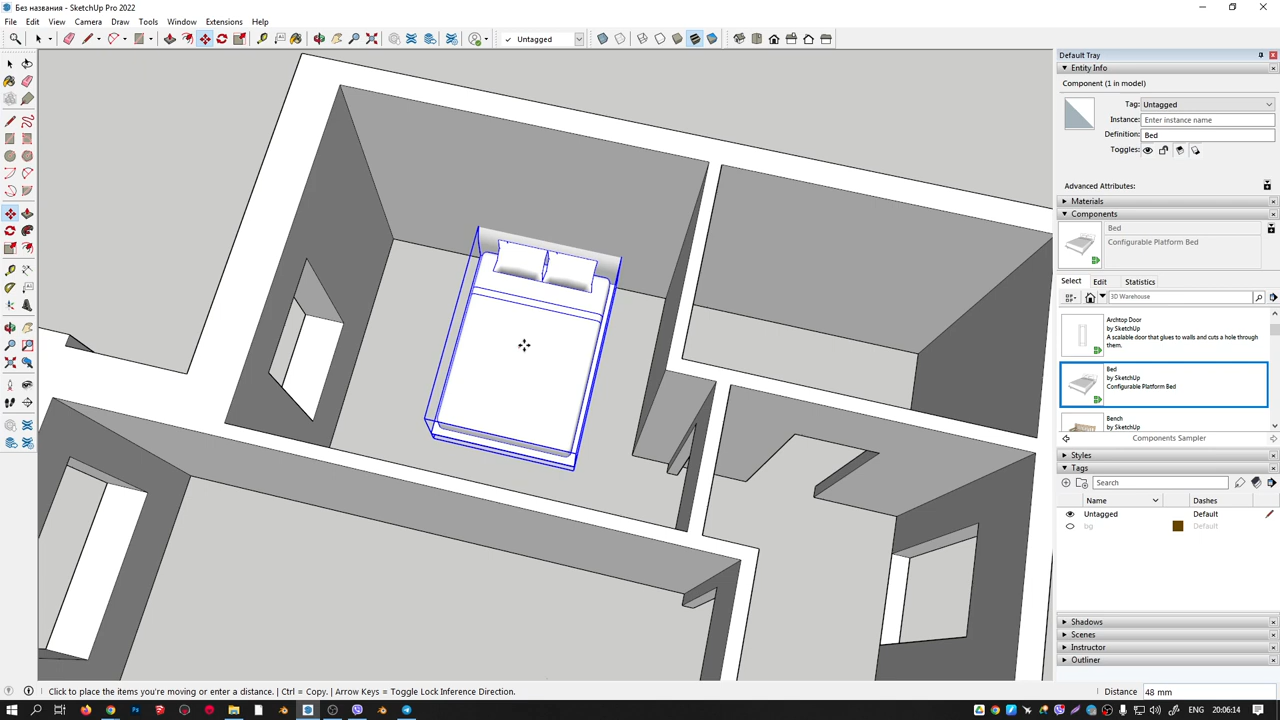 Без названия - SketchUp Pro 2022
File Edit View Camera Draw Tools Window Extensions Help
Untagged
Default Tray
Entity Info
Component (1 in model)
Tag: Untagged
Instance: Enter instance name
Definition: Bed
Toggles:
Advanced Attributes:
Materials
Components
Bed
Configurable Platform Bed
Select Edit Statistics
3D Warehouse
Archtop Door
by SketchUp
A scalable door that glues to walls and cuts a hole through them.
Bed
by SketchUp
Configurable Platform Bed
Bench
by SketchUp
Components Sampler
Styles
Tags
Search
Name Dashes
Untagged Default
bg Default
Shadows
Scenes
Instructor
Outliner
Click to place the items you're moving or enter a distance. | Ctrl = Copy. | Arrow Keys = Toggle Lock Inference Direction.
Distance 48 mm
ENG 20:06:14